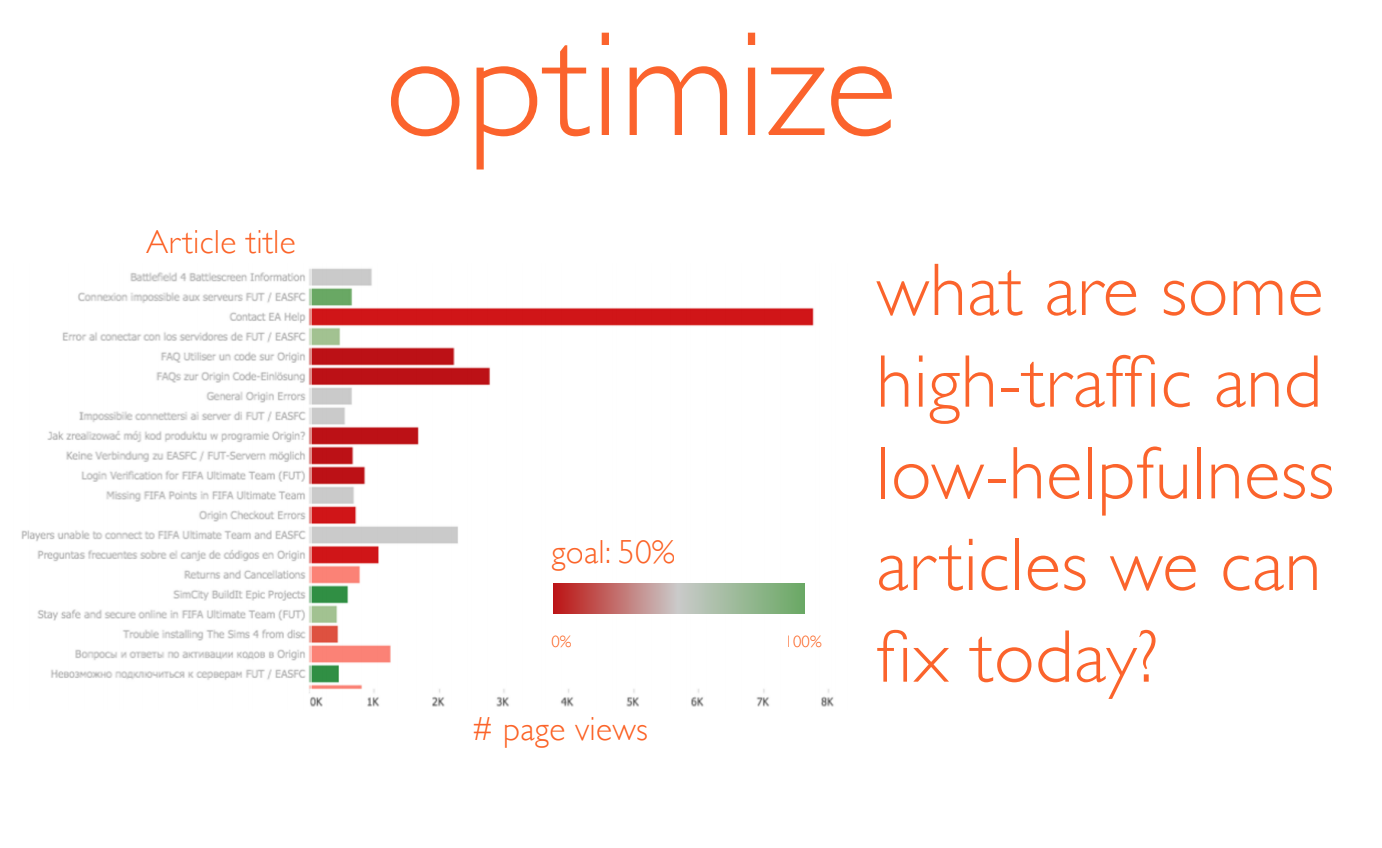 optimize
Article title
Battlefield 4 Battlescreen Information
Connexion impossible aux serveurs FUT / EASFC
Contact EA Help
Error al conectar con los servidores de FUT / EASFC
FAQ Utiliser un code sur Origin
FAQs zur Origin Code-Einlösung
General Origin Errors
Impossibile connettersi ai server di FUT / EASFC
Jak zrealizować mój kod produktu w programie Origin?
Keine Verbindung zu EASFC / FUT-Servern möglich
Login Verification for FIFA Ultimate Team (FUT)
Missing FIFA Points in FIFA Ultimate Team
Origin Checkout Errors
Players unable to connect to FIFA Ultimate Team and EASFC
Preguntas frecuentes sobre el canje de códigos en Origin
Returns and Cancellations
SimCity BuildIt Epic Projects
Stay safe and secure online in FIFA Ultimate Team (FUT)
Trouble installing The Sims 4 from disc
Вопросы и ответы по активации кодов в Origin
Невозможно подключиться к серверам FUT / EASFC
0K 1K 2K 3K 4K 5K 6K 7K 8K
# page views
goal: 50%
0% 100%
what are some
high-traffic and
low-helpfulness
articles we can
fix today?